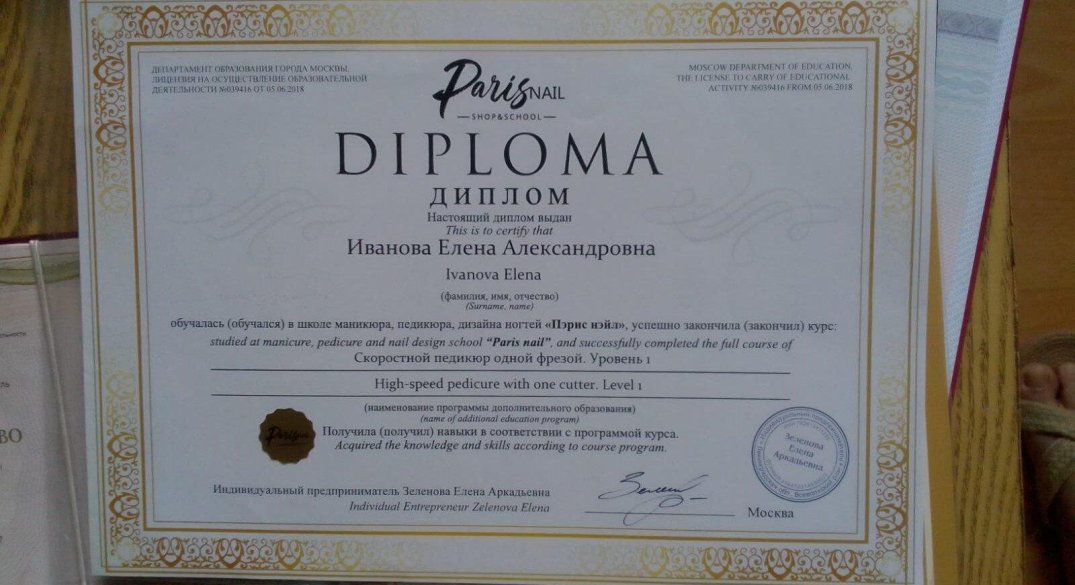 ДЕПАРТАМЕНТ ОБРАЗОВАНИЯ ГОРОДА МОСКВЫ,
ЛИЦЕНЗИЯ НА ОСУЩЕСТВЛЕНИЕ ОБРАЗОВАТЕЛЬНОЙ
ДЕЯТЕЛЬНОСТИ №039416 ОТ 05.06.2018
MOSCOW DEPARTMENT OF EDUCATION,
THE LICENSE TO CARRY OF EDUCATIONAL
ACTIVITY №039416 FROM 05.06.2018
Paris NAIL
SHOP&SCHOOL
DIPLOMA
ДИПЛОМ
Настоящий диплом выдан
This is to certify that
Иванова Елена Александровна
Ivanova Elena
(фамилия, имя, отчество)
(Surname, name)
обучалась (обучался) в школе маникюра, педикюра, дизайна ногтей «Пэрис нэйл», успешно закончила (закончил) курс:
studied at manicure, pedicure and nail design school "Paris nail", and successfully completed the full course of
Скоростной педикюр одной фрезой. Уровень 1
High-speed pedicure with one cutter. Level 1
(наименование программы дополнительного образования)
(name of additional education program)
Получила (получил) навыки в соответствии с программой курса.
Acquired the knowledge and skills according to course program.
Paris
Индивидуальный предприниматель Зеленова Елена Аркадьевна
Individual Entrepreneur Zelenova Elena
Москва
Зеленова
Елена
Аркадьевна
ВО